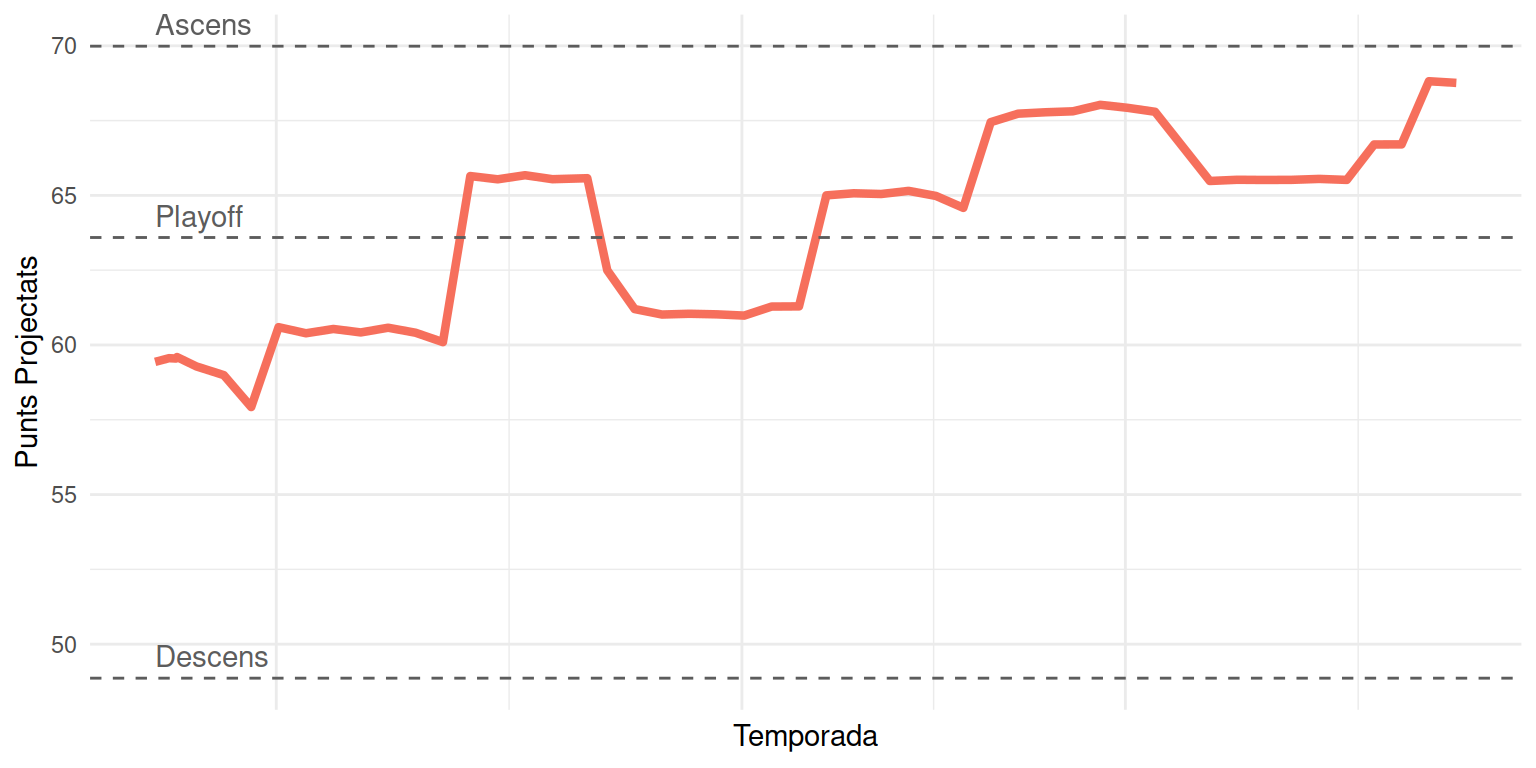 Ascens
70
65
Playoff
60
55
50
Descens
Punts Projectats
Temporada